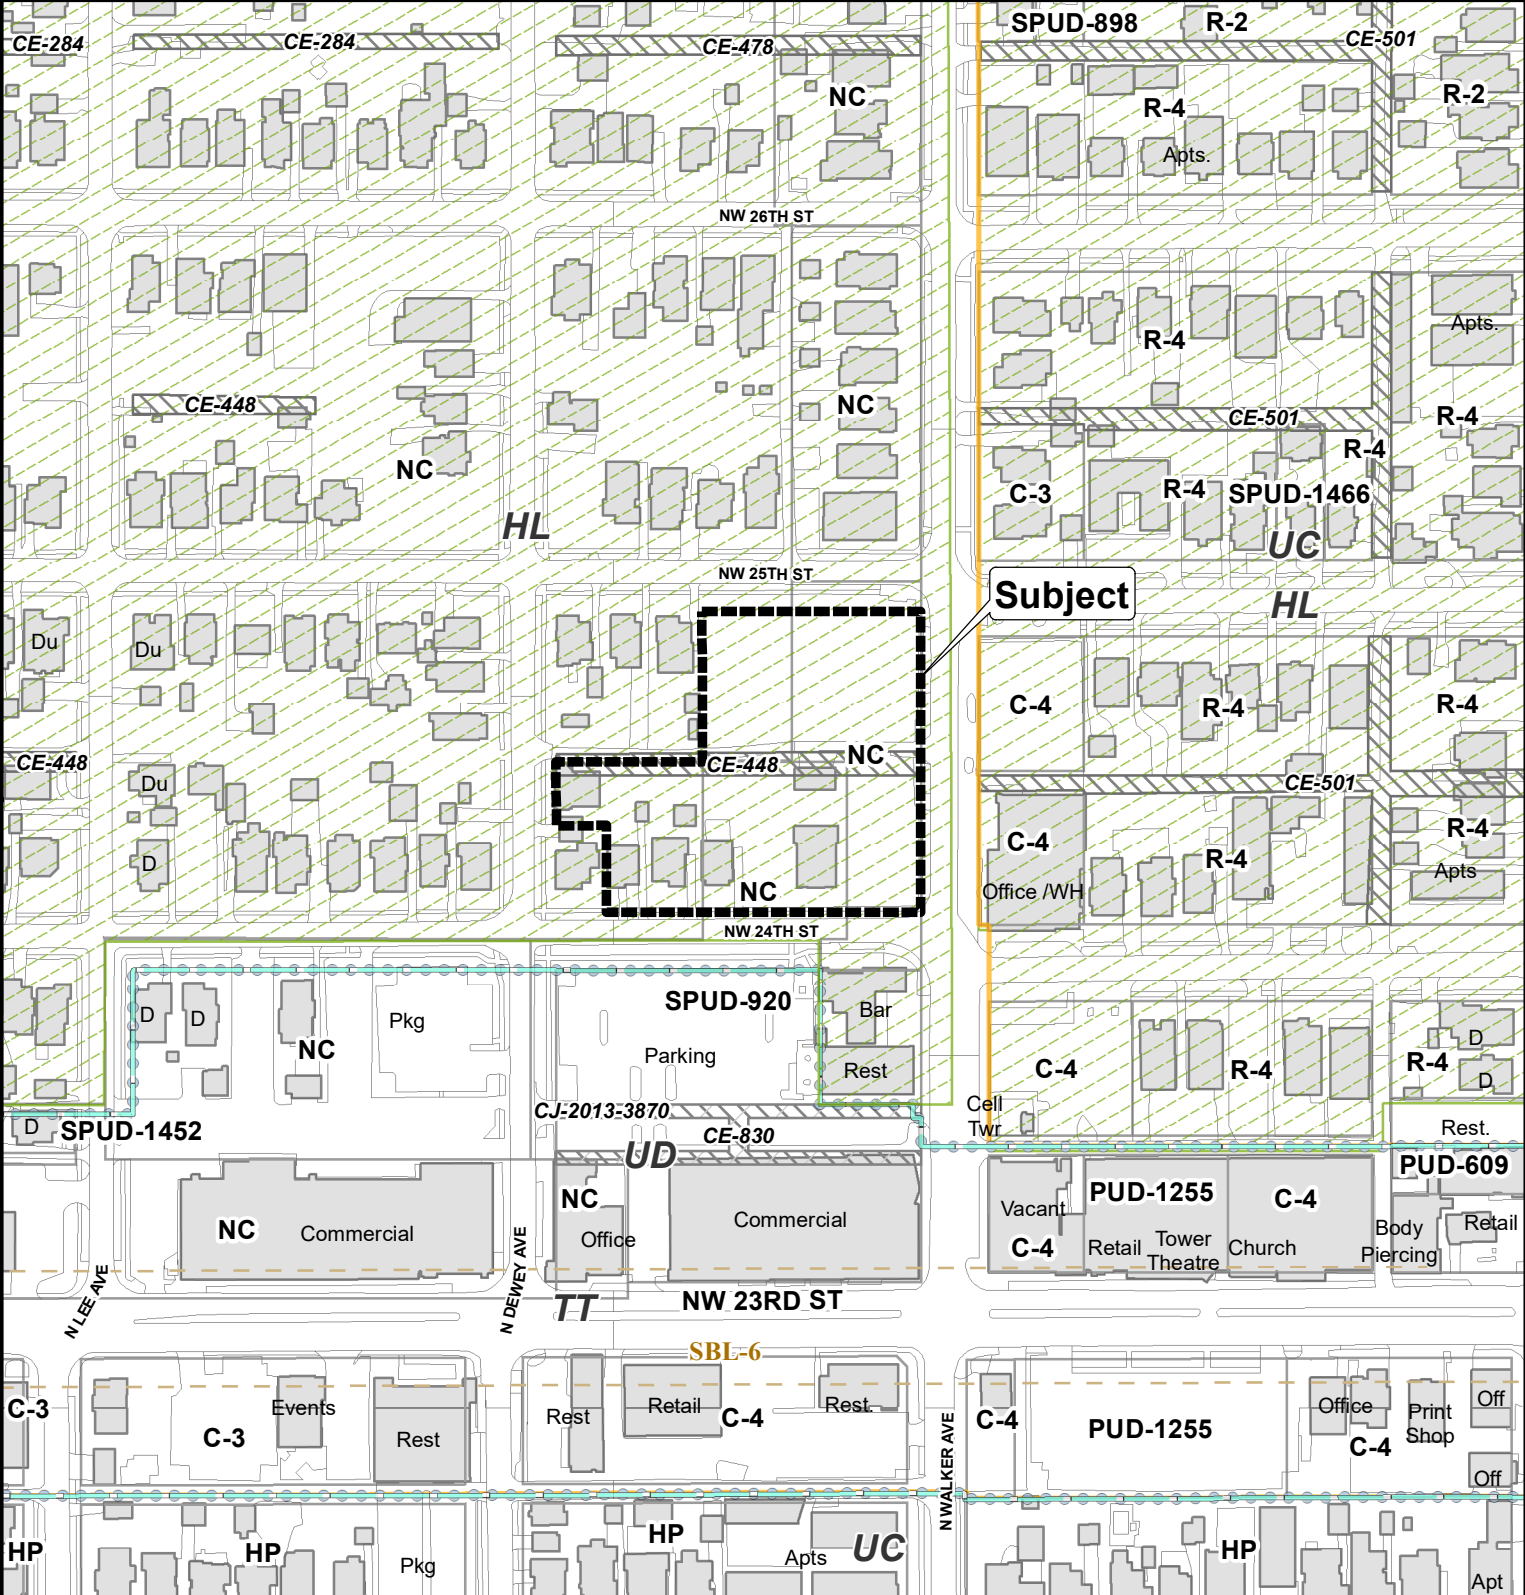 SPUD-898
R-2
CE-501
CE-284
CE-284
CE-478
NC
R-4
R-2
Apts.
NW 26TH ST
Apts.
R-4
CE-448
NC
CE-501
R-4
R-4
NC
C-3
R-4
SPUD-1466
HL
UC
NW 25TH ST
Subject
HL
Du
Du
C-4
R-4
R-4
CE-448
CE-448
NC
CE-501
Du
C-4
R-4
R-4
D
Office /WH
Apts
NC
NW 24TH ST
D
D
Pkg
SPUD-920
Bar
NC
Parking
Rest
C-4
R-4
R-4
D
D
CJ-2013-3870
CE-830
Cell
Twr
D
SPUD-1452
UD
Rest.
PUD-609
NC
Commercial
NC
Office
Commercial
Vacant
C-4
PUD-1255
Retail
Tower
Theatre
C-4
Church
Body
Piercing
Retail
N LEE AVE
N DEWEY AVE
TT
NW 23RD ST
SBL-6
C-3
C-3
Events
Rest
Rest
Retail
C-4
Rest.
N WALKER AVE
C-4
PUD-1255
Office
C-4
Print
Shop
Off
Off
HP
HP
Pkg
HP
Apts
UC
HP
Apt